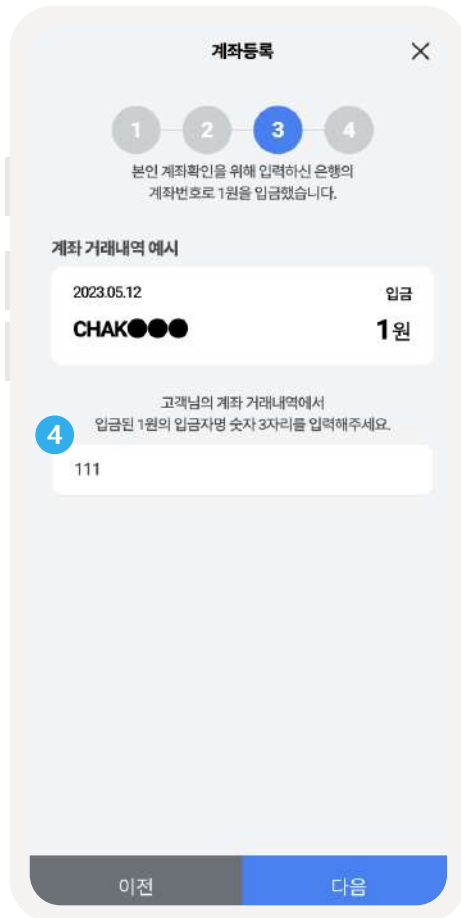 계좌등록
1 2 3 4
본인 계좌확인을 위해 입력하신 은행의
계좌번호로 1원을 입금했습니다.
계좌 거래내역 예시
2023.05.12 입금
CHAK●●● 1원
고객님의 계좌 거래내역에서
4 입금된 1원의 입금자명 숫자 3자리를 입력해주세요.
111
이전 다음